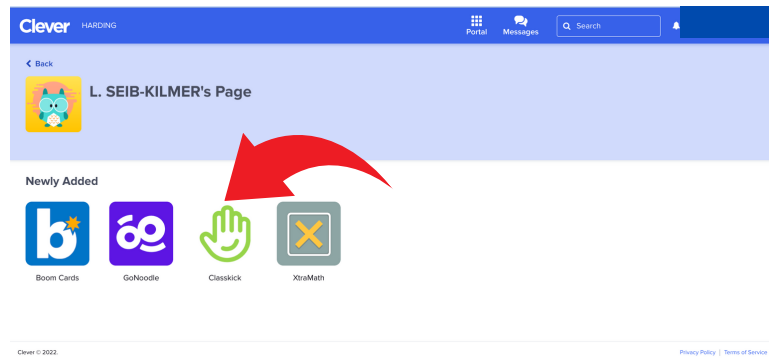 Clever HARDING
Portal Messages Search
Back
L. SEIB-KILMER's Page
Newly Added
b
Boom Cards GoNoodle Classkick XtraMath
Clever © 2022. Privacy Policy | Terms of Service